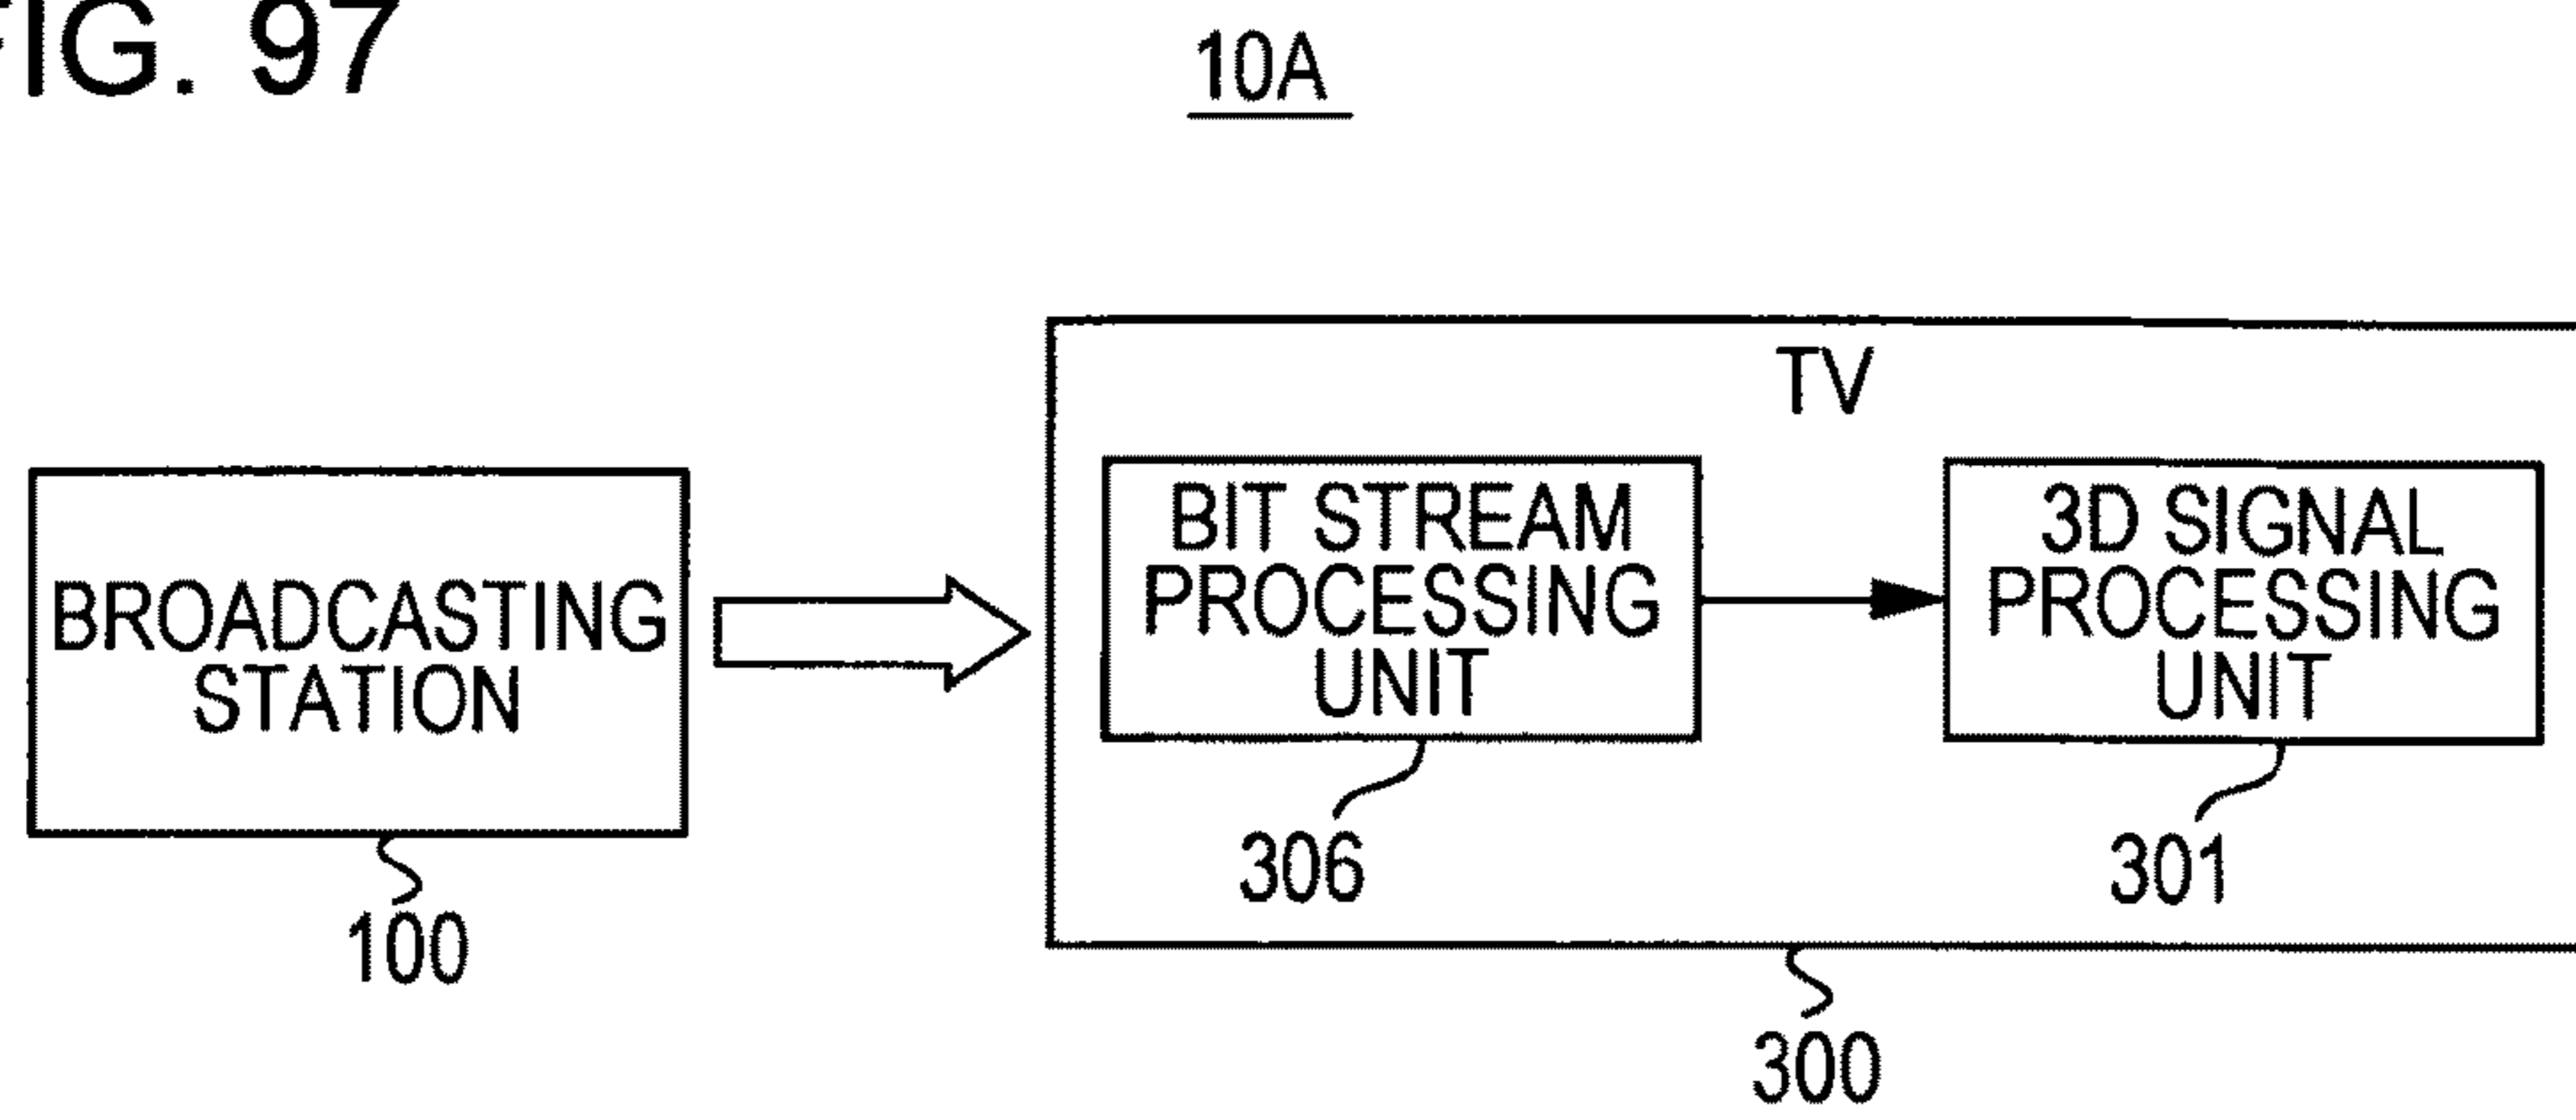 FIG. 97
10A
TV
BROADCASTING
STATION
100
BIT STREAM
PROCESSING
UNIT
306
3D SIGNAL
PROCESSING
UNIT
301
300